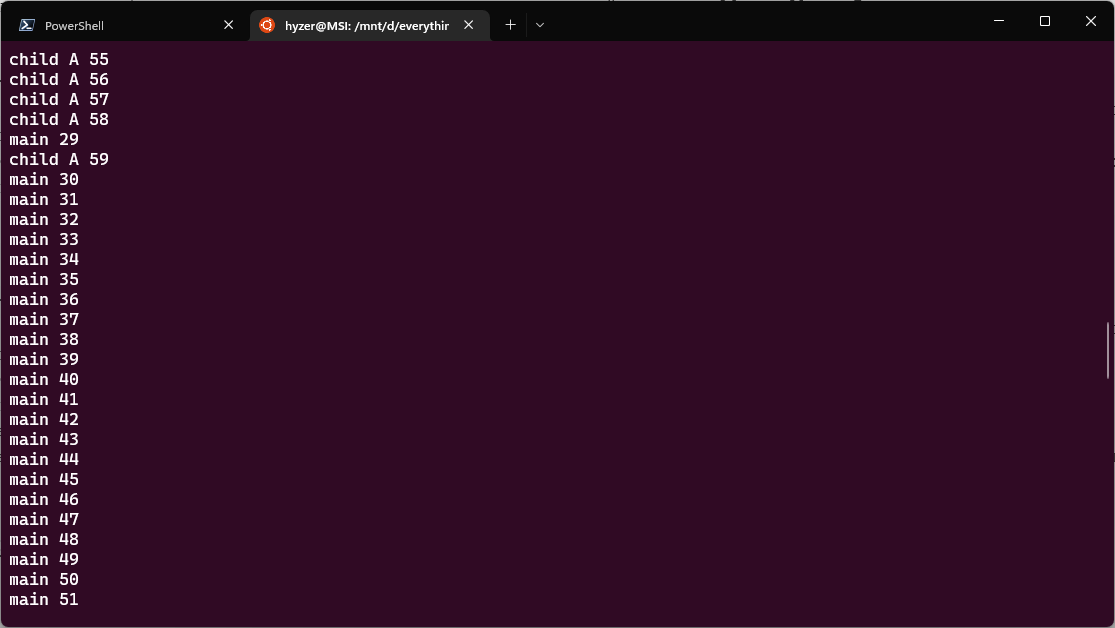 PowerShell
hyzer@MSI: /mnt/d/everythir
child A 55
child A 56
child A 57
child A 58
main 29
child A 59
main 30
main 31
main 32
main 33
main 34
main 35
main 36
main 37
main 38
main 39
main 40
main 41
main 42
main 43
main 44
main 45
main 46
main 47
main 48
main 49
main 50
main 51